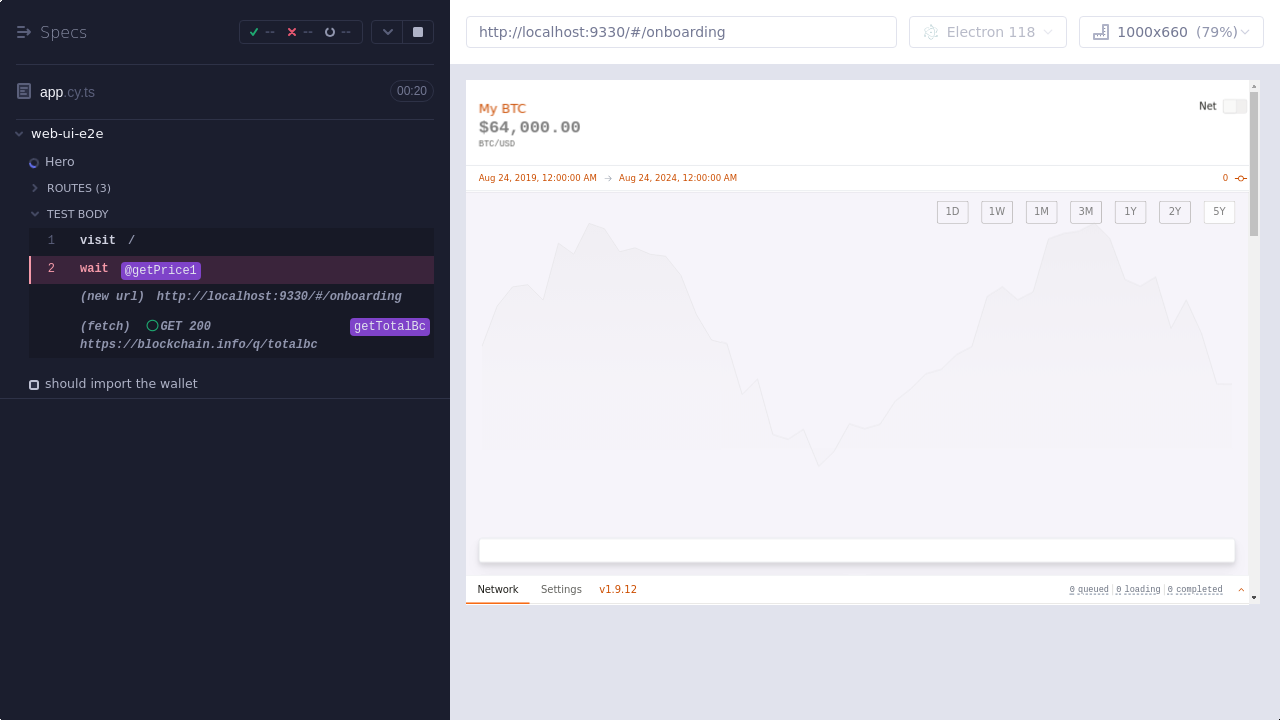 Specs
-- -- --
app.cy.ts 00:20
web-ui-e2e
Hero
ROUTES (3)
TEST BODY
1 visit /
2 wait @getPrice1
(new url) http://localhost:9330/#/onboarding
(fetch) GET 200 getTotalBc
https://blockchain.info/q/totalbc
should import the wallet
http://localhost:9330/#/onboarding
Electron 118
1000x660 (79%)
My BTC
$64,000.00
BTC/USD
Net
Aug 24, 2019, 12:00:00 AM → Aug 24, 2024, 12:00:00 AM
0
1D 1W 1M 3M 1Y 2Y 5Y
Network Settings v1.9.12
0 queued 0 loading 0 completed